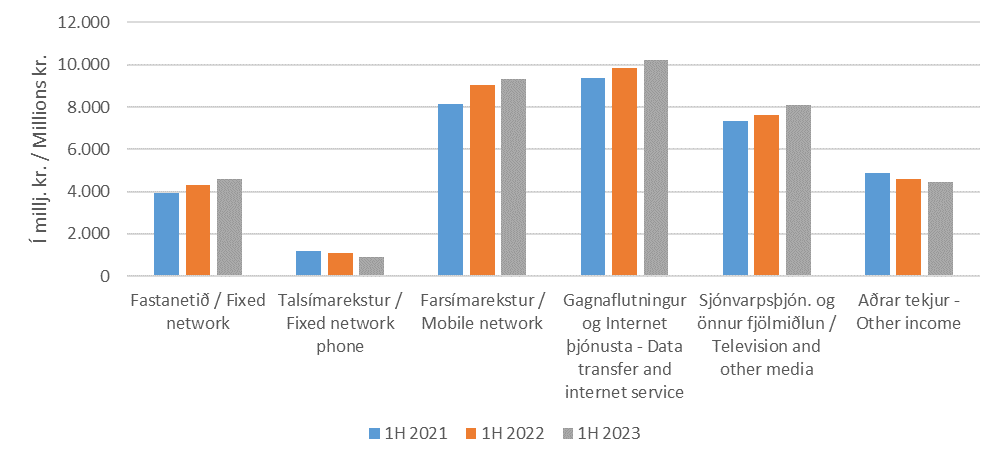 Í millj. kr. / Millions kr.
12.000
10.000
8.000
6.000
4.000
2.000
0
Fastanetið / Fixed
network
Talsímarekstur /
Fixed network
phone
Farsímarekstur /
Mobile network
Gagnaflutningur
og Internet
þjónusta - Data
transfer and
internet service
Sjónvarpsþjón. og
önnur fjölmiðlun /
Television and
other media
Aðrar tekjur -
Other income
1H 2021
1H 2022
1H 2023